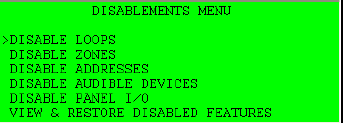 DISABLEMENTS MENU
>DISABLE LOOPS
DISABLE ZONES
DISABLE ADDRESSES
DISABLE AUDIBLE DEVICES
DISABLE PANEL I/O
VIEW & RESTORE DISABLED FEATURES